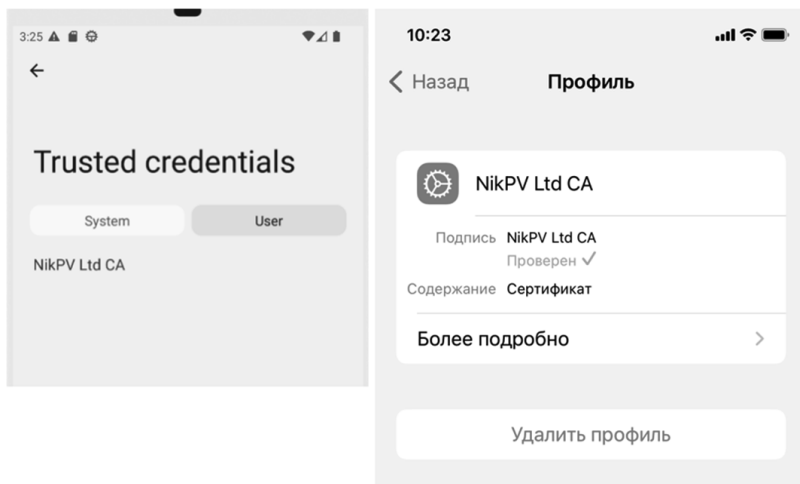 3:25
Trusted credentials
System
User
NikPV Ltd CA
10:23
Назад
Профиль
NikPV Ltd CA
Подпись NikPV Ltd CA
Проверен
Содержание Сертификат
Более подробно
Удалить профиль